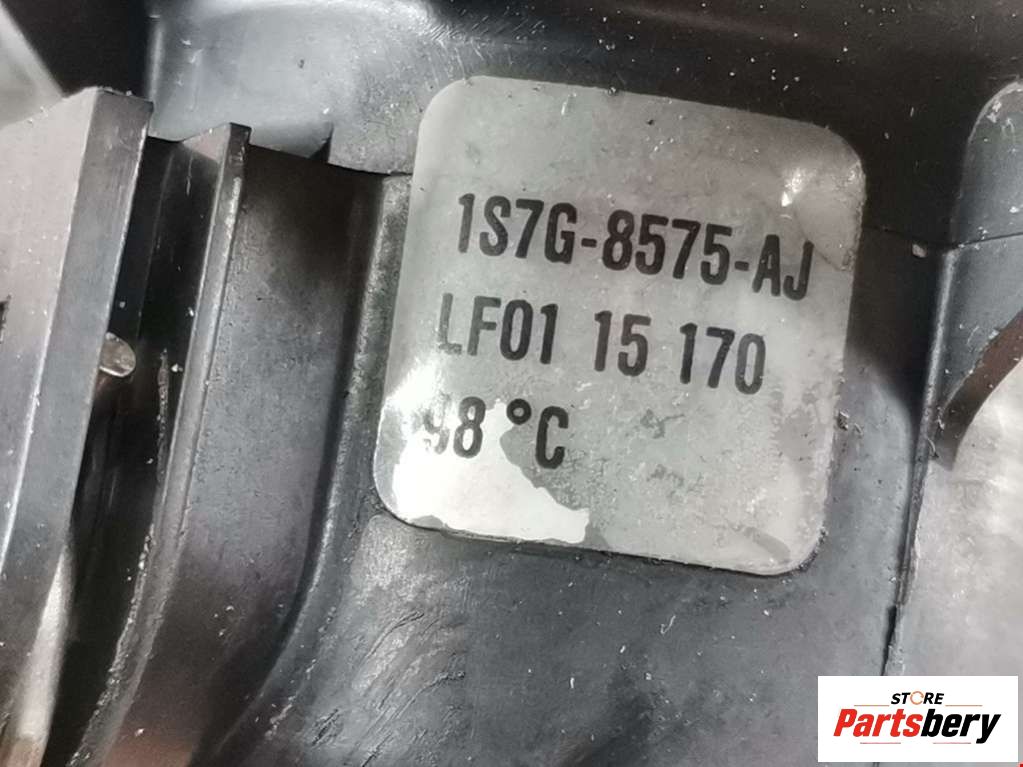 1S7G-8575-AJ
LF01 15 170
98 °C
STORE
Partsbery